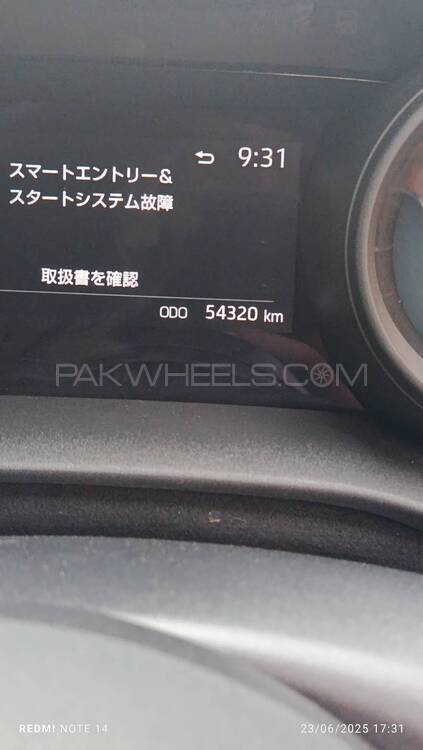 9:31
スマートエントリー&
スタートシステム故障
取扱書を確認
ODO 54320 km
PAKWHEELS.COM
REDMI NOTE 14
23/06/2025 17:31